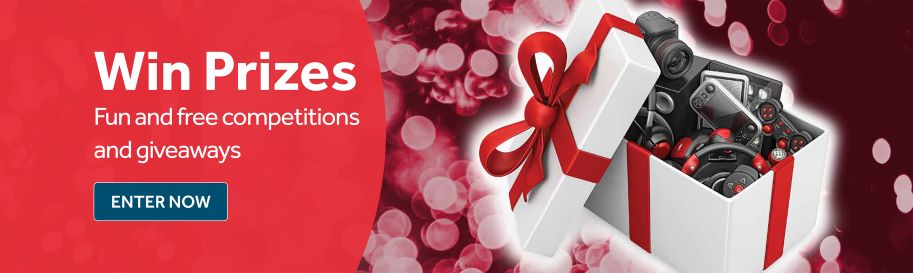 Win Prizes
Fun and free competitions
and giveaways
ENTER NOW